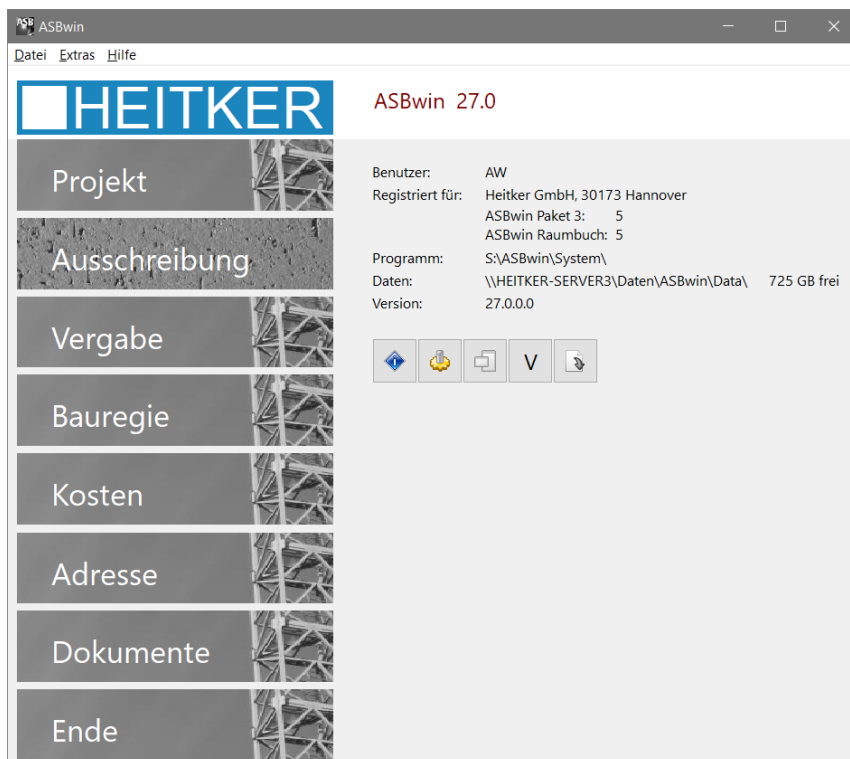 ASB ASBwin
Datei Extras Hilfe
HEITKER
ASBwin 27.0
Projekt
Ausschreibung
Vergabe
Bauregie
Kosten
Adresse
Dokumente
Ende
Benutzer: AW
Registriert für: Heitker GmbH, 30173 Hannover
ASBwin Paket 3: 5
ASBwin Raumbuch: 5
Programm: S:\ASBwin\System\
Daten: \\HEITKER-SERVER3\Daten\ASBwin\Data\ 725 GB frei
Version: 27.0.0.0
V